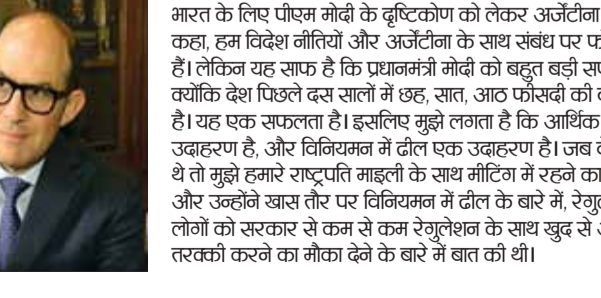 भारत के लिए पीएम मोदी के दृष्टिकोण को लेकर अर्जेंटीना
कहा, हम विदेश नीतियों और अर्जेंटीना के साथ संबंध पर
हैं। लेकिन यह साफ है कि प्रधानमंत्री मोदी को बहुत बड़ी
क्योंकि देश पिछले दस सालों में छह, सात, आठ फीसदी की
है। यह एक सफलता है। इसलिए मुझे लगता है कि आर्थिक
उदाहरण है, और विनियमन में ढील एक उदाहरण है। जब
थे तो मुझे हमारे राष्ट्रपति माइली के साथ मीटिंग में रहने का
और उन्होंने खास तौर पर विनियमन में ढील के बारे में,
लोगों को सरकार से कम से कम रेगुलेशन के साथ खुद से
तरक्की करने का मौका देने के बारे में बात की थी।